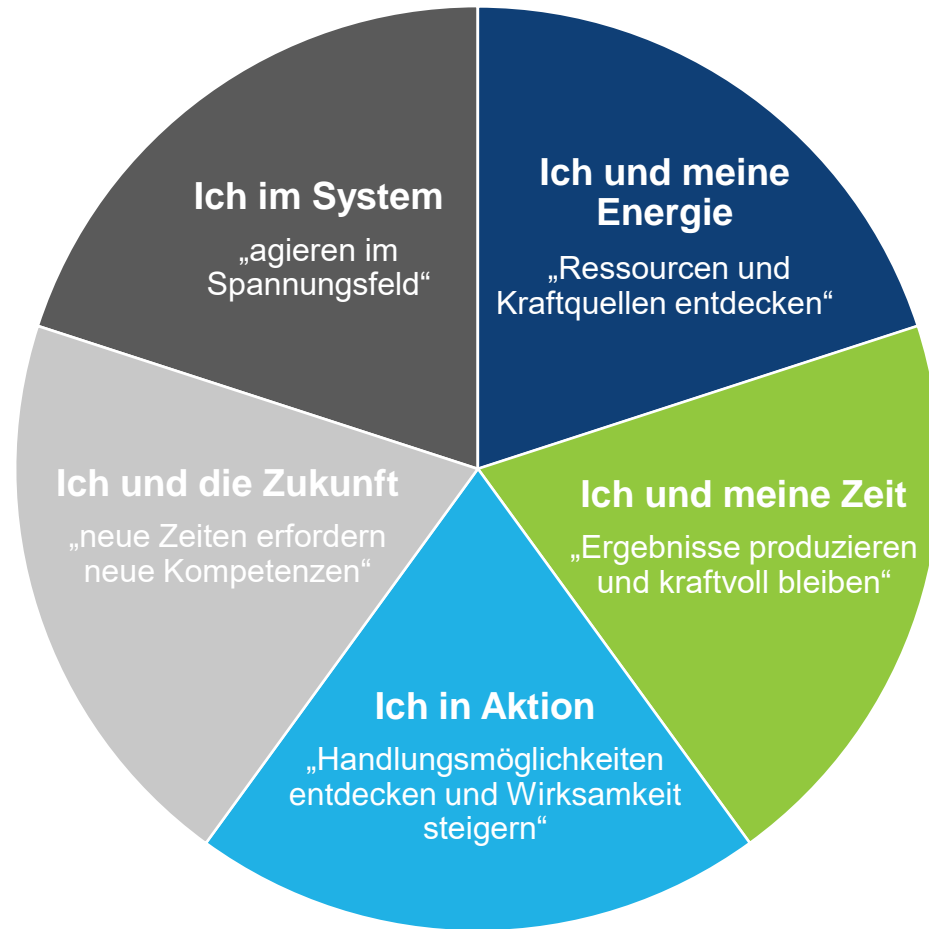 Ich und meine
Energie
„Ressourcen und
Kraftquellen entdecken“
Ich und meine Zeit
„Ergebnisse produzieren
und kraftvoll bleiben“
Ich in Aktion
„Handlungsmöglichkeiten
entdecken und Wirksamkeit
steigern“
Ich und die Zukunft
„neue Zeiten erfordern
neue Kompetenzen“
Ich im System
„agieren im
Spannungsfeld“